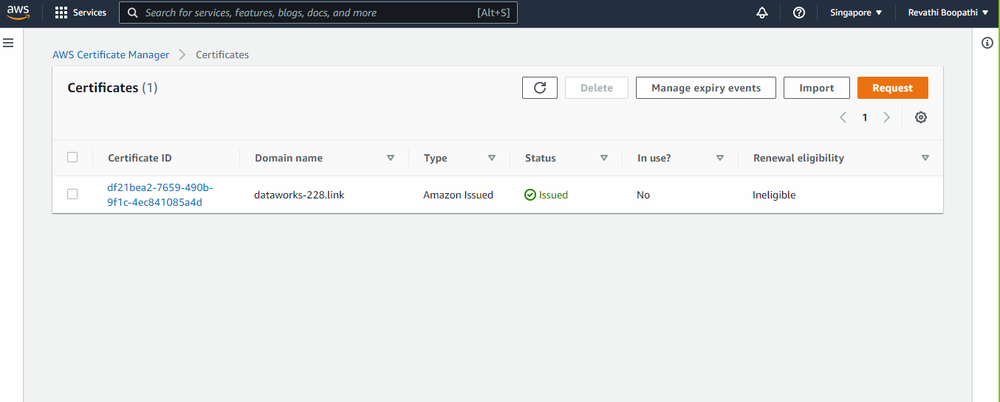 aws
Services
Search for services, features, blogs, docs, and more
[Alt+S]
Singapore
Revathi Boopathi
AWS Certificate Manager
Certificates
Certificates (1)
Delete
Manage expiry events
Import
Request
1
Certificate ID
Domain name
Type
Status
In use?
Renewal eligibility
df21bea2-7659-490b-
9f1c-4ec841085a4d
dataworks-228.link
Amazon Issued
Issued
No
Ineligible